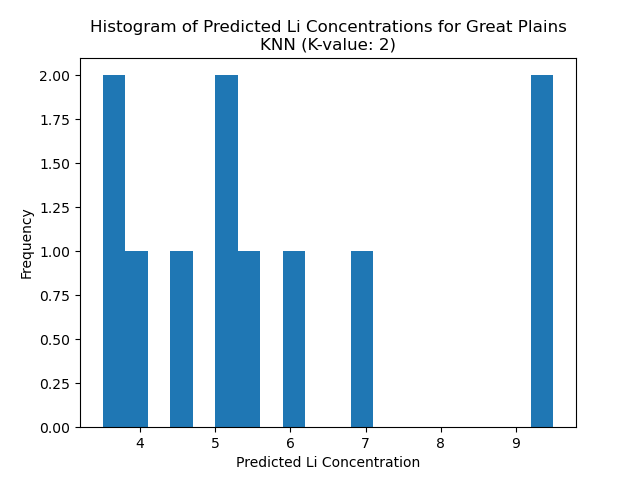 Histogram of Predicted Li Concentrations for Great Plains
KNN (K-value: 2)
2.00
1.75
1.50
1.25
1.00
0.75
0.50
0.25
0.00
Frequency
4 5 6 7 8 9
Predicted Li Concentration